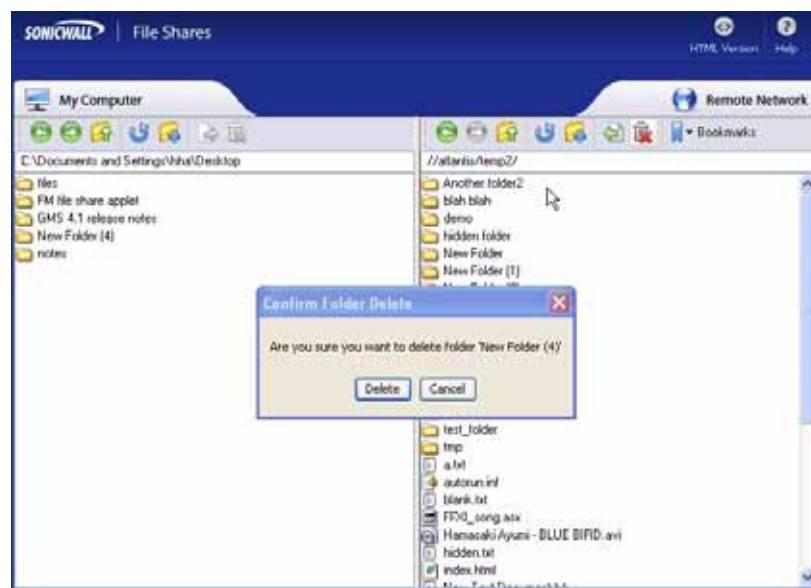 SONICWALL | File Shares
HTML Version Help
My Computer
Remote Network
Bookmarks
C:\Documents and Settings\hha\Desktop
files
FM file share applet
GMS 4.1 release notes
New Folder (4)
notes
//atlantis/temp2/
Another folder2
blah blah
demo
hidden folder
New Folder
New Folder (1)
Confirm Folder Delete
Are you sure you want to delete folder 'New Folder (4)'
Delete Cancel
test_folder
tmp
a.txt
autorun.inf
blank.txt
FFXI_song.asx
Hamasaki Ayumi - BLUE BIRD.avi
hidden.txt
index.html